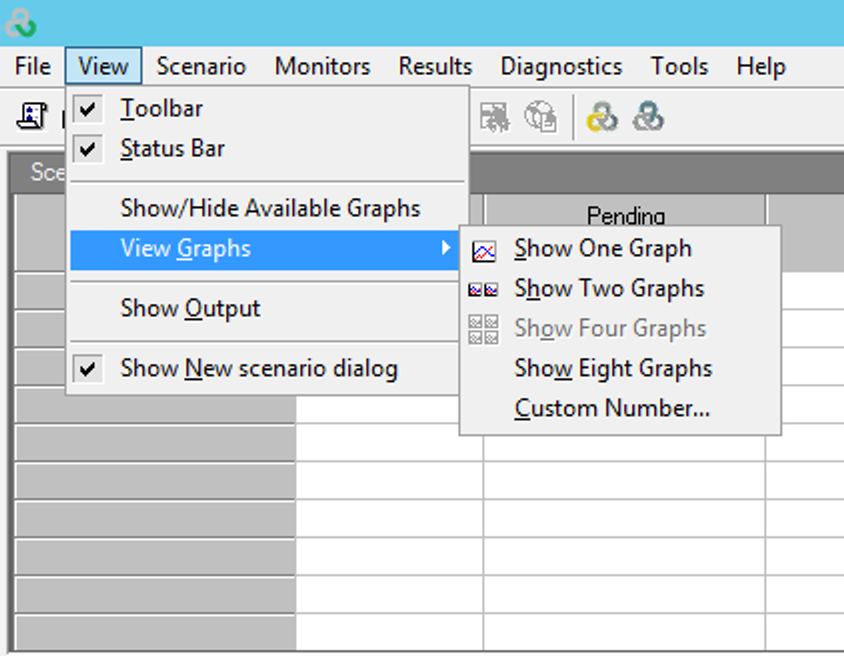 File View Scenario Monitors Results Diagnostics Tools Help
Toolbar
Status Bar
Show/Hide Available Graphs
View Graphs
Show Output
Show New scenario dialog
Pending
Show One Graph
Show Two Graphs
Show Four Graphs
Show Eight Graphs
Custom Number...